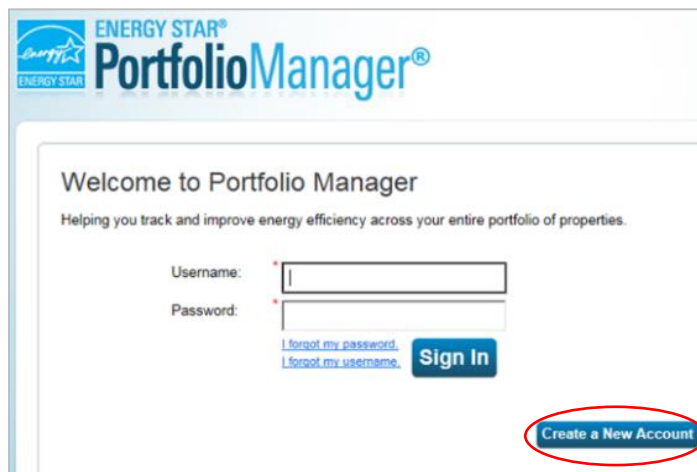 ENERGY STAR®
energy
ENERGY STAR
PortfolioManager®
Welcome to Portfolio Manager
Helping you track and improve energy efficiency across your entire portfolio of properties.
Username: *
Password: *
I forgot my password.
I forgot my username.
Sign In
Create a New Account